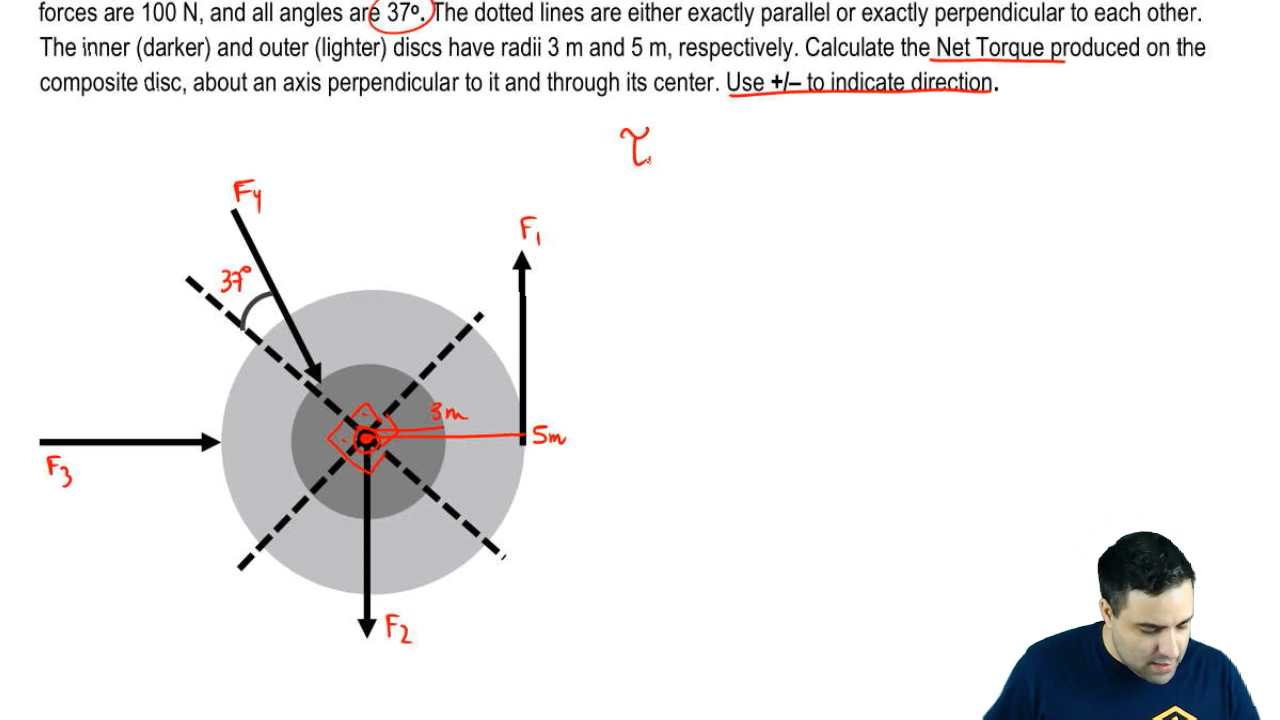 forces are 100 N, and all angles are 37º. The dotted lines are either exactly parallel or exactly perpendicular to each other.
The inner (darker) and outer (lighter) discs have radii 3 m and 5 m, respectively. Calculate the Net Torque produced on the
composite disc, about an axis perpendicular to it and through its center. Use +/– to indicate direction.
τ
F4
F1
37°
3m
5m
F3
F2